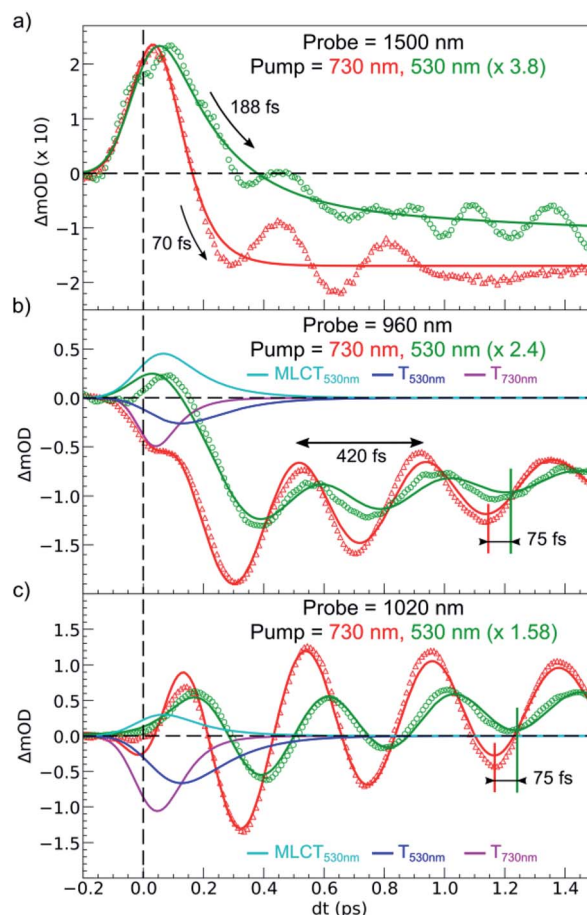 a)
Probe = 1500 nm
Pump = 730 nm, 530 nm (x 3.8)
188 fs
70 fs
ΔmOD (x 10)
2
1
0
−1
−2
b)
Probe = 960 nm
Pump = 730 nm, 530 nm (x 2.4)
MLCT530nm T530nm T730nm
420 fs
75 fs
ΔmOD
0.5
0.0
−0.5
−1.0
−1.5
c)
Probe = 1020 nm
Pump = 730 nm, 530 nm (x 1.58)
75 fs
MLCT530nm T530nm T730nm
ΔmOD
1.5
1.0
0.5
0.0
−0.5
−1.0
−1.5
−0.2 0.0 0.2 0.4 0.6 0.8 1.0 1.2 1.4
dt (ps)